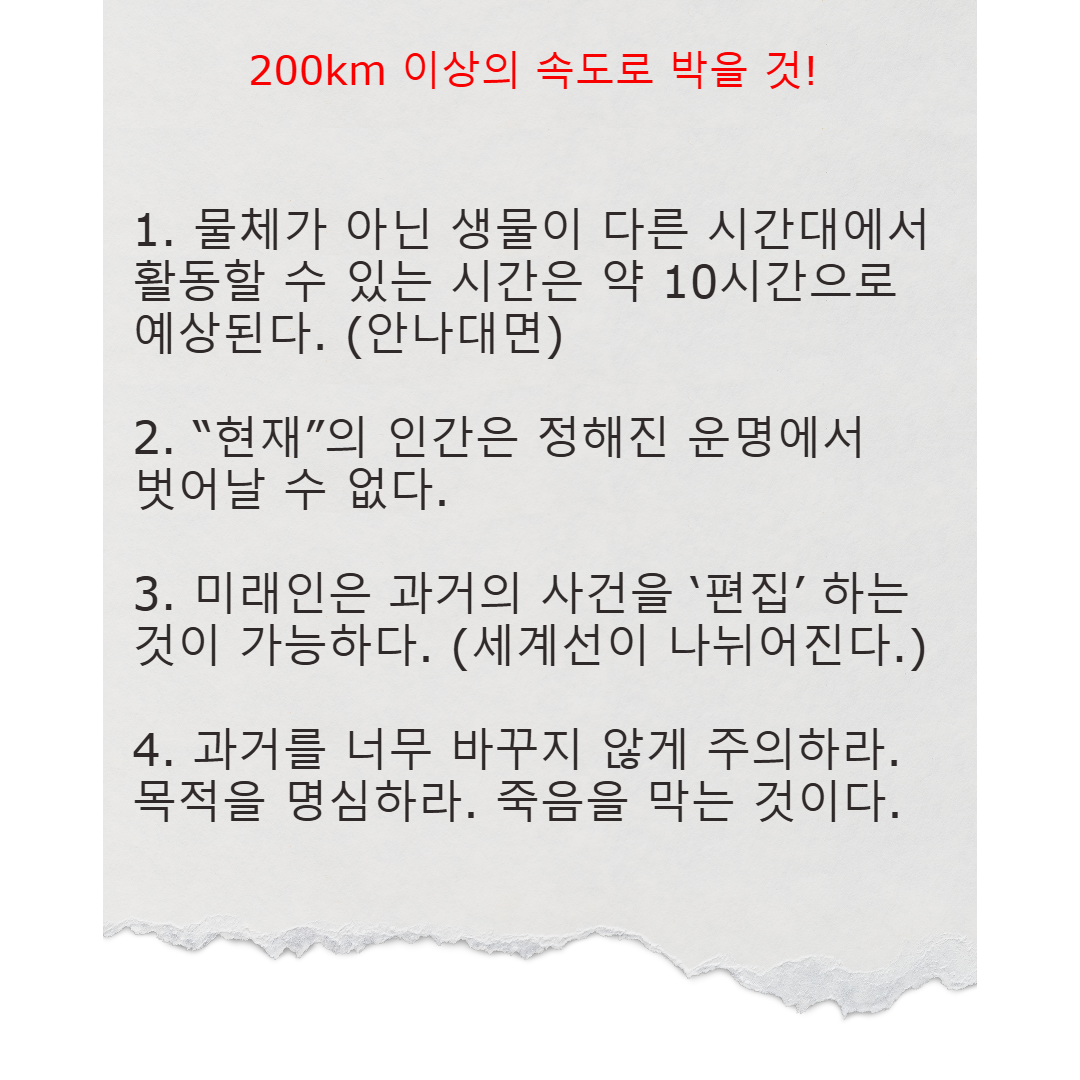 200km 이상의 속도로 박을 것!
1. 물체가 아닌 생물이 다른 시간대에서
활동할 수 있는 시간은 약 10시간으로
예상된다. (안나대면)
2. “현재”의 인간은 정해진 운명에서
벗어날 수 없다.
3. 미래인은 과거의 사건을 ‘편집’ 하는
것이 가능하다. (세계선이 나뉘어진다.)
4. 과거를 너무 바꾸지 않게 주의하라.
목적을 명심하라. 죽음을 막는 것이다.